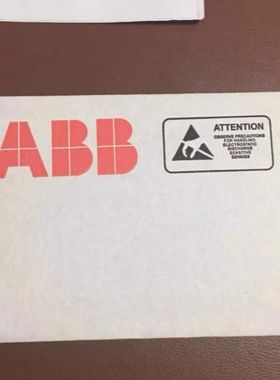 ABB
ATTENTION
OBSERVE PRECAUTIONS
FOR HANDLING
ELECTROSTATIC
DISCHARGE
SENSITIVE
DEVICES